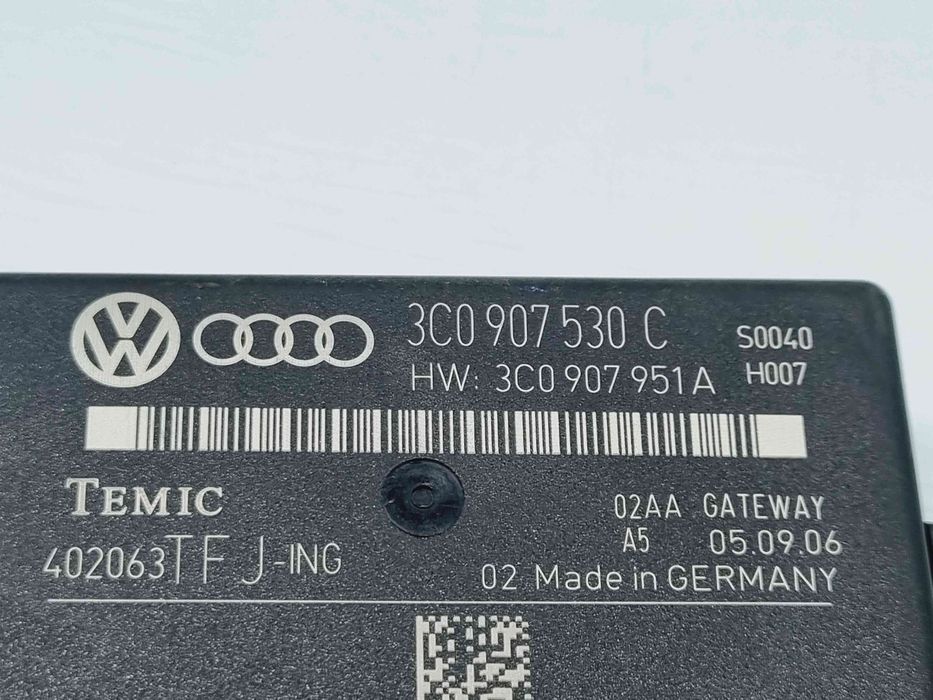 3C0 907 530 C S0040
HW: 3C0 907 951 A H007
TEMIC
02AA GATEWAY
A5 05.09.06
402063TFJ-ING
02 Made in GERMANY